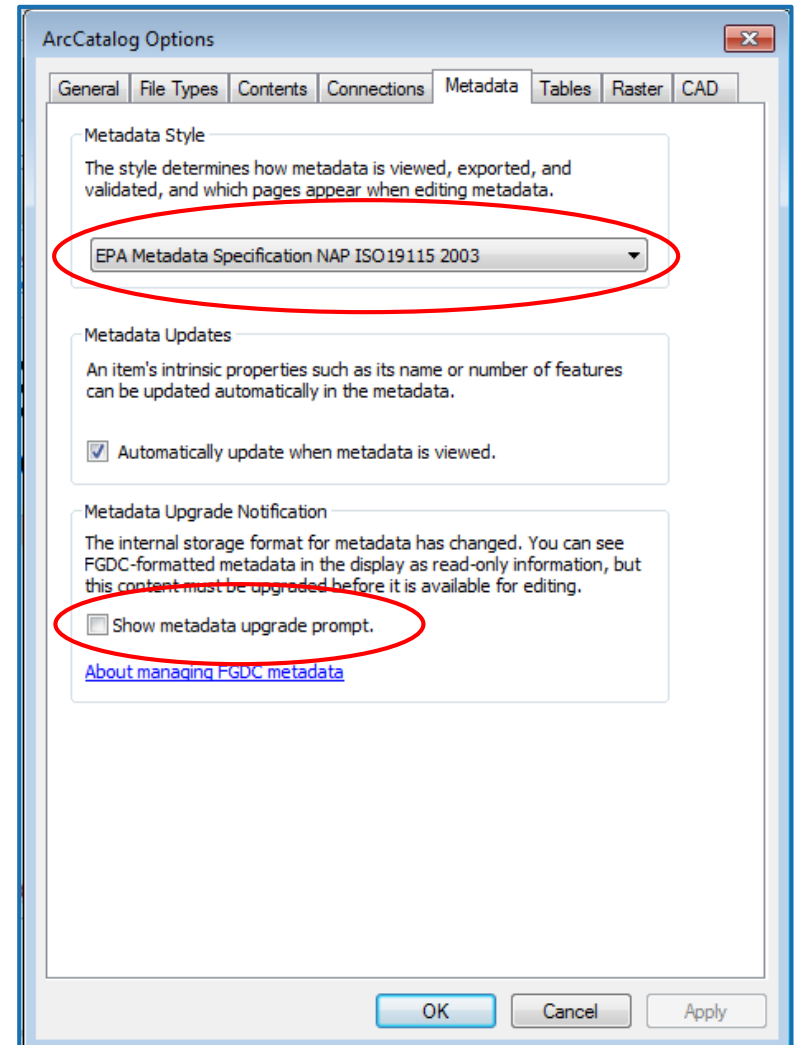 ArcCatalog Options
General File Types Contents Connections Metadata Tables Raster CAD
Metadata Style
The style determines how metadata is viewed, exported, and
validated, and which pages appear when editing metadata.
EPA Metadata Specification NAP ISO19115 2003
Metadata Updates
An item's intrinsic properties such as its name or number of features
can be updated automatically in the metadata.
Automatically update when metadata is viewed.
Metadata Upgrade Notification
The internal storage format for metadata has changed. You can see
FGDC-formatted metadata in the display as read-only information, but
this content must be upgraded before it is available for editing.
Show metadata upgrade prompt.
About managing FGDC metadata
OK Cancel Apply